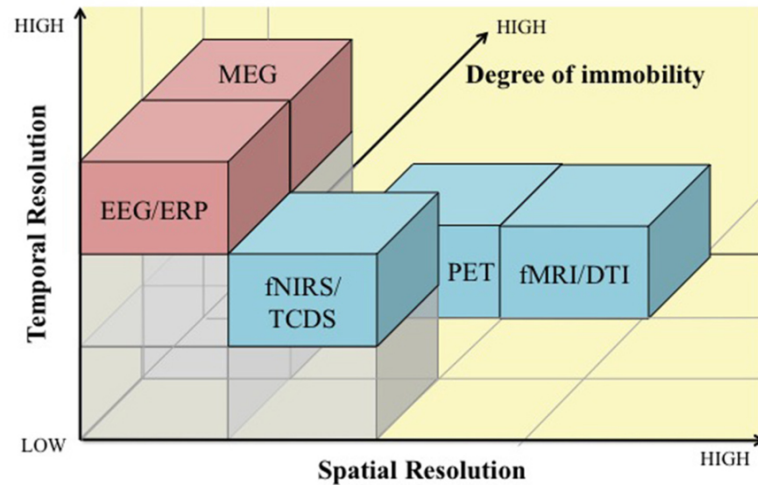 HIGH
HIGH
MEG
Degree of immobility
EEG/ERP
Temporal Resolution
fNIRS/
TCDS
PET
fMRI/DTI
LOW
HIGH
Spatial Resolution